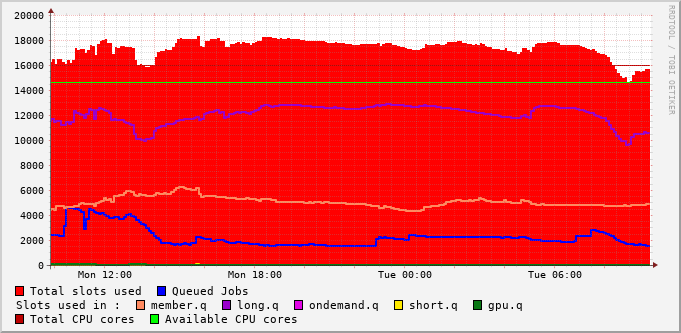 20000
18000
16000
14000
12000
10000
8000
6000
4000
2000
0
Mon 12:00 Mon 18:00 Tue 00:00 Tue 06:00
RRDTOOL / TOBI OETIKER
Total slots used Queued Jobs
Slots used in : member.q long.q ondemand.q short.q gpu.q
Total CPU cores Available CPU cores